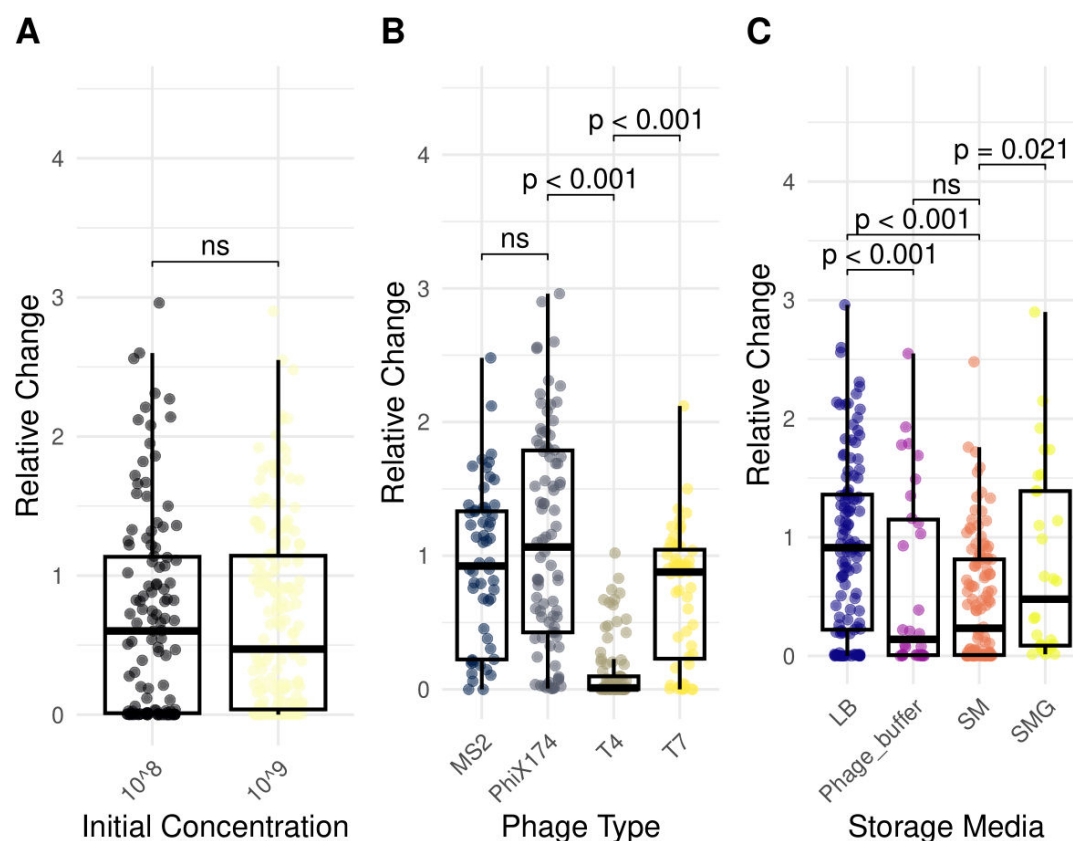 A
Relative Change
4
3
2
1
0
ns
10^8
10^9
Initial Concentration
B
Relative Change
4
3
2
1
0
p < 0.001
p < 0.001
ns
MS2
PhiX174
T4
T7
Phage Type
C
Relative Change
4
3
2
1
0
p = 0.021
ns
p < 0.001
p < 0.001
LB
Phage_buffer
SM
SMG
Storage Media